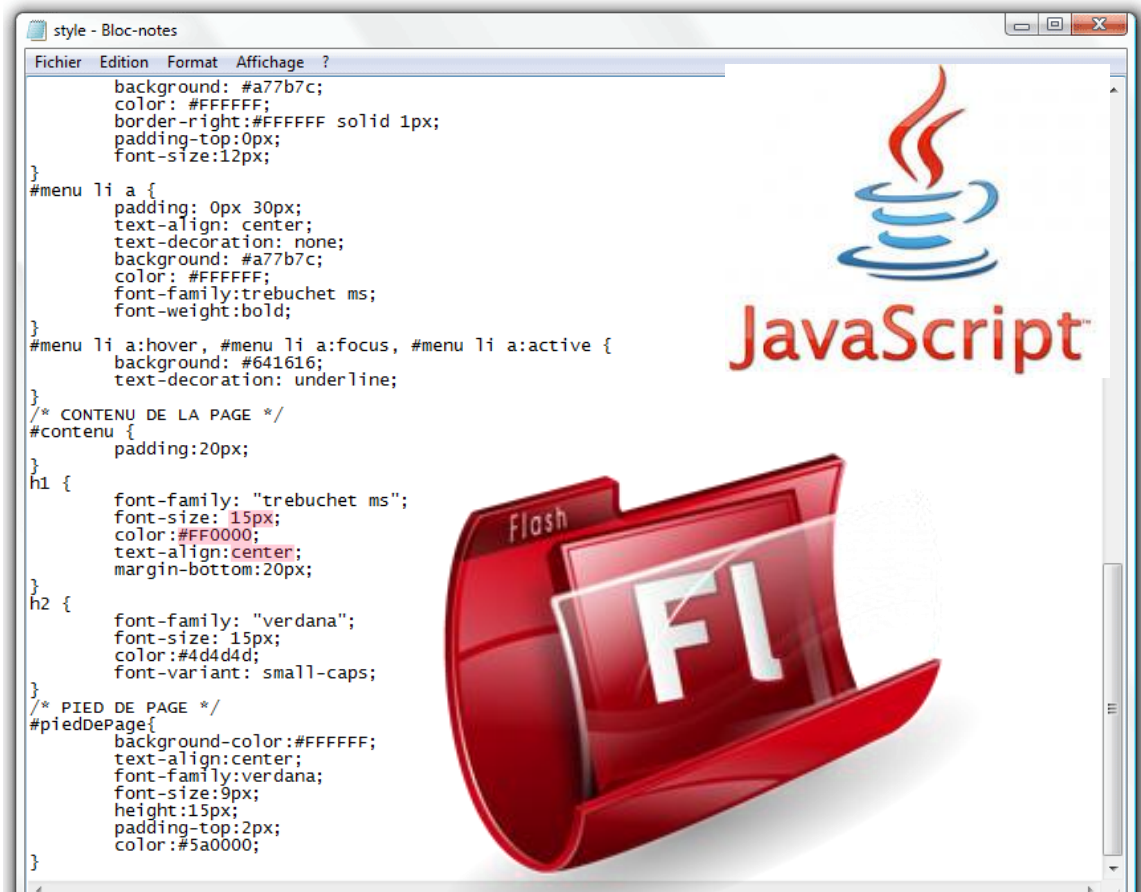 style - Bloc-notes
Fichier Edition Format Affichage ?
background: #a77b7c;
color: #FFFFFF;
border-right:#FFFFFF solid 1px;
padding-top:0px;
font-size:12px;
}
#menu li a {
padding: 0px 30px;
text-align: center;
text-decoration: none;
background: #a77b7c;
color: #FFFFFF;
font-family:trebuchet ms;
font-weight:bold;
}
#menu li a:hover, #menu li a:focus, #menu li a:active {
background: #641616;
text-decoration: underline;
}
/* CONTENU DE LA PAGE */
#contenu {
padding:20px;
}
h1 {
font-family: "trebuchet ms";
font-size: 15px;
color:#FF0000;
text-align:center;
margin-bottom:20px;
}
h2 {
font-family: "verdana";
font-size: 15px;
color:#4d4d4d;
font-variant: small-caps;
}
/* PIED DE PAGE */
#piedDePage{
background-color:#FFFFFF;
text-align:center;
font-family:verdana;
font-size:9px;
height:15px;
padding-top:2px;
color:#5a0000;
}
JavaScript™
Flash
Fl